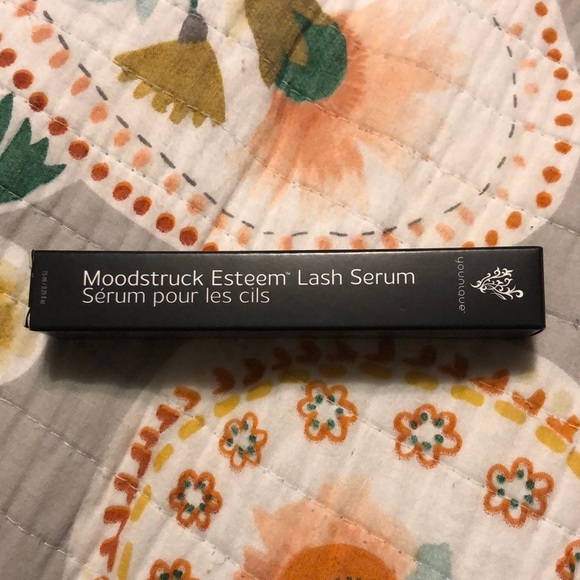 Moodstruck Esteem™ Lash Serum
Sérum pour les cils
younique®